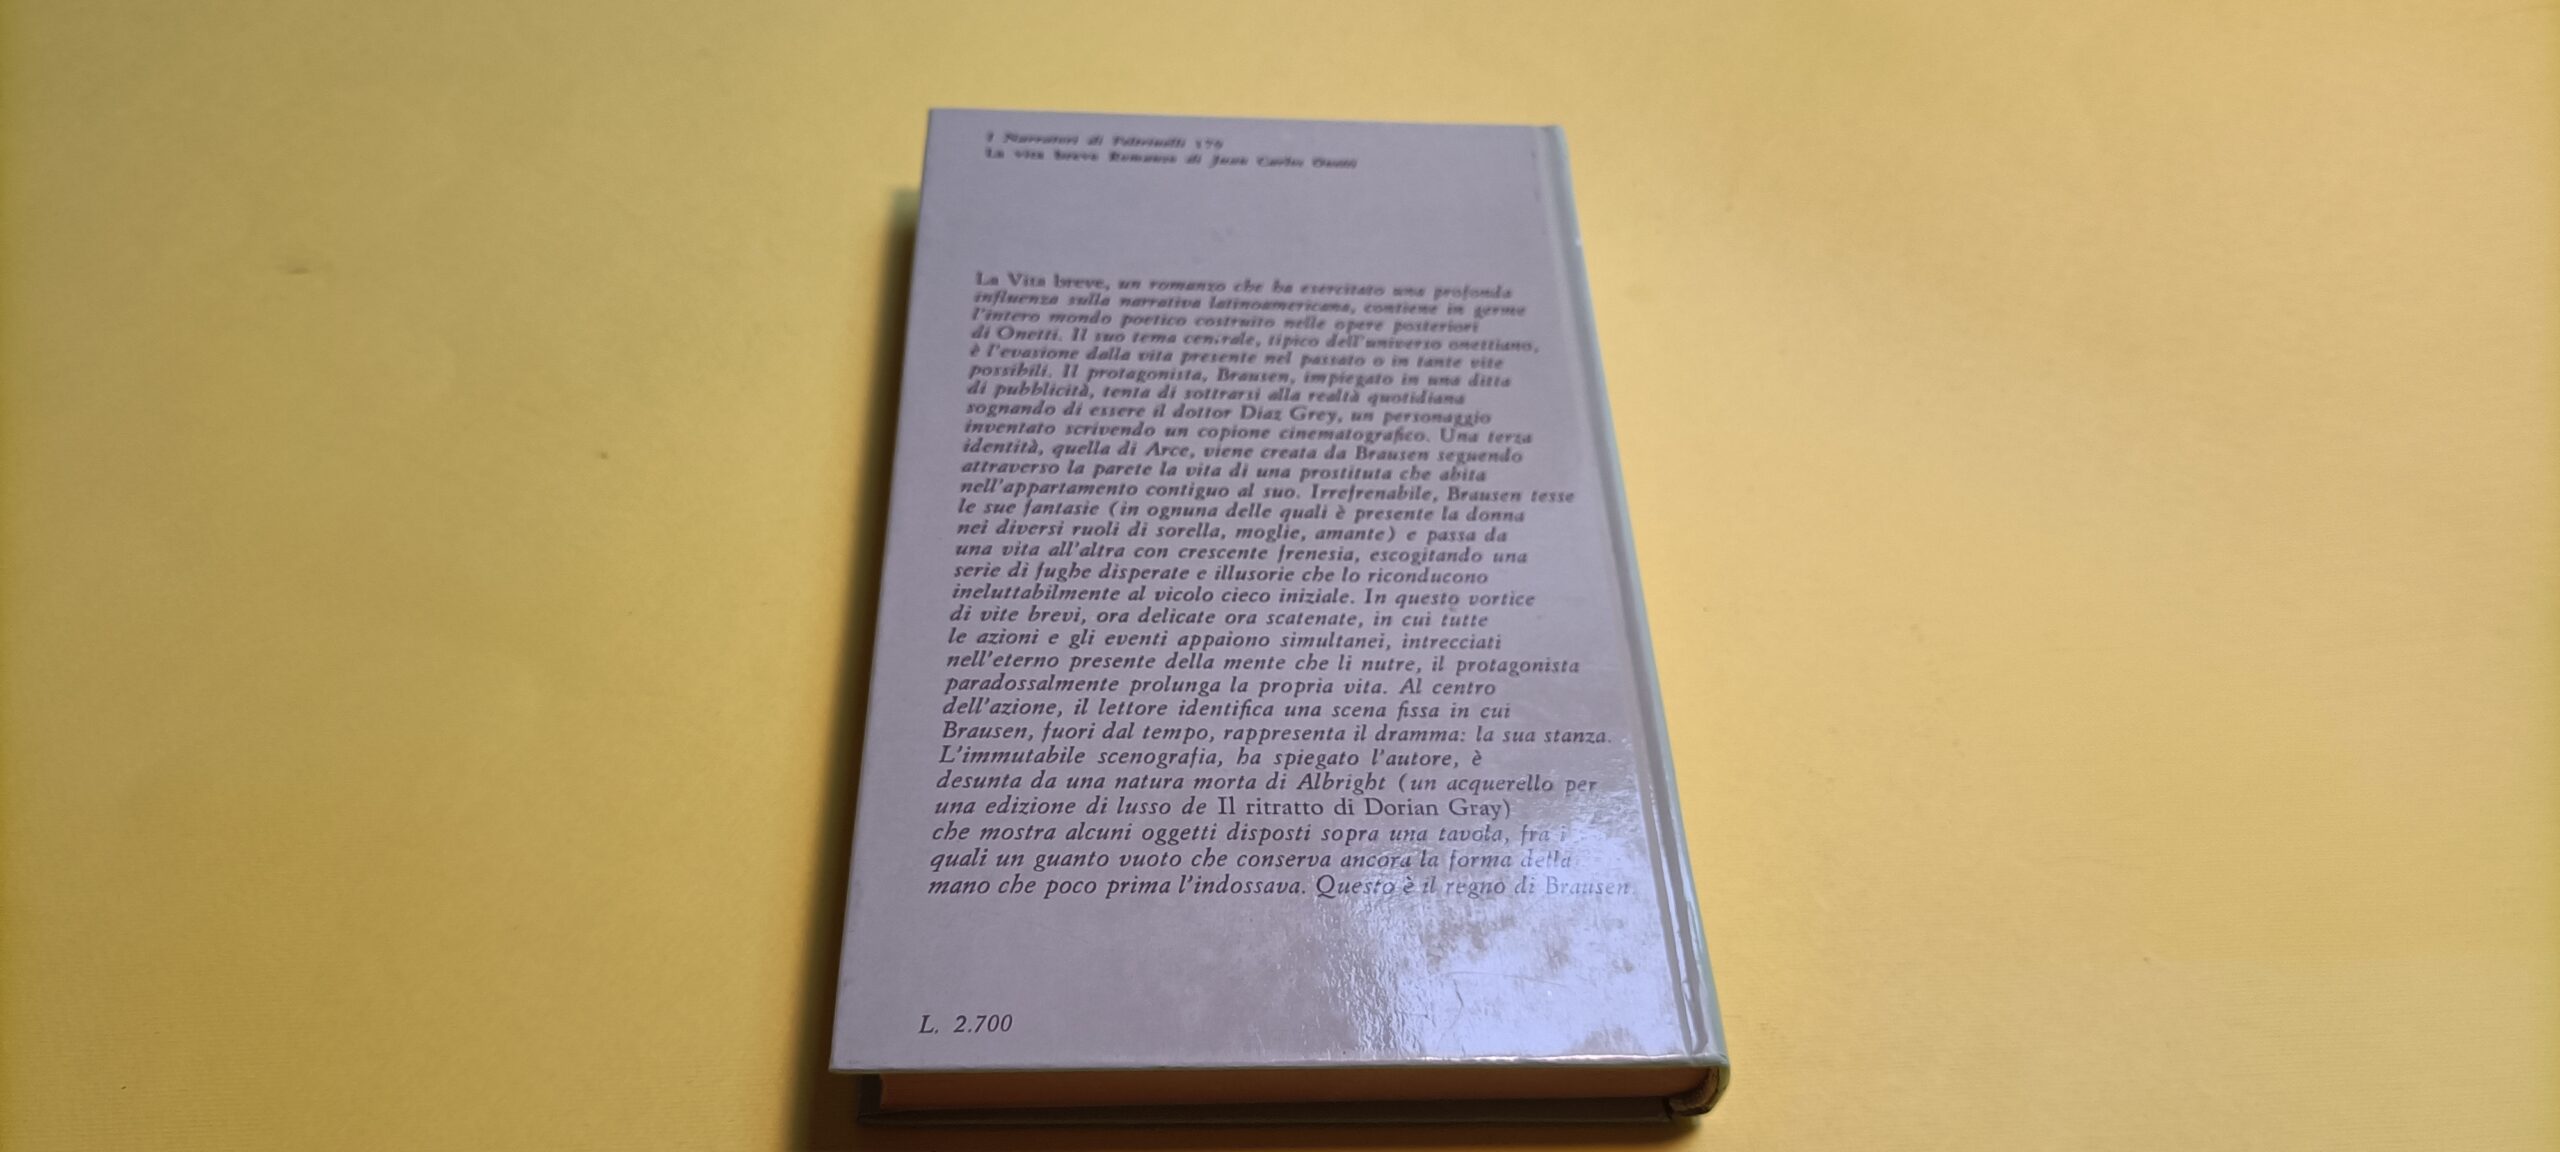 I Narratori di Feltrinelli
La vita breve Romanzo di Juan Carlos Onetti
La Vita breve, un romanzo che ha esercitato una profonda
influenza sulla narrativa latinoamericana, contiene in germe
l'intero mondo poetico costruito nelle opere posteriori
di Onetti. Il suo tema centrale, tipico dell'universo onettiano,
è l'evasione dalla vita presente nel passato o in tante vite
possibili. Il protagonista, Brausen, impiegato in una ditta
di pubblicità, tenta di sottrarsi alla realtà quotidiana
sognando di essere il dottor Diaz Grey, un personaggio
inventato scrivendo un copione cinematografico. Una terza
identità, quella di Arce, viene creata da Brausen seguendo
attraverso la parete la vita di una prostituta che abita
nell'appartamento contiguo al suo. Irrefrenabile, Brausen tesse
le sue fantasie (in ognuna delle quali è presente la donna
nei diversi ruoli di sorella, moglie, amante) e passa da
una vita all'altra con crescente frenesia, escogitando una
serie di fughe disperate e illusorie che lo riconducono
ineluttabilmente al vicolo cieco iniziale. In questo vortice
di vite brevi, ora delicate ora scatenate, in cui tutte
le azioni e gli eventi appaiono simultanei, intrecciati
nell'eterno presente della mente che li nutre, il protagonista
paradossalmente prolunga la propria vita. Al centro
dell'azione, il lettore identifica una scena fissa in cui
Brausen, fuori dal tempo, rappresenta il dramma: la sua stanza.
L'immutabile scenografia, ha spiegato l'autore, è
desunta da una natura morta di Albright (un acquerello per
una edizione di lusso de Il ritratto di Dorian Gray)
che mostra alcuni oggetti disposti sopra una tavola, fra i
quali un guanto vuoto che conserva ancora la forma della
mano che poco prima l'indossava. Questo è il regno di Brausen.
L. 2.700